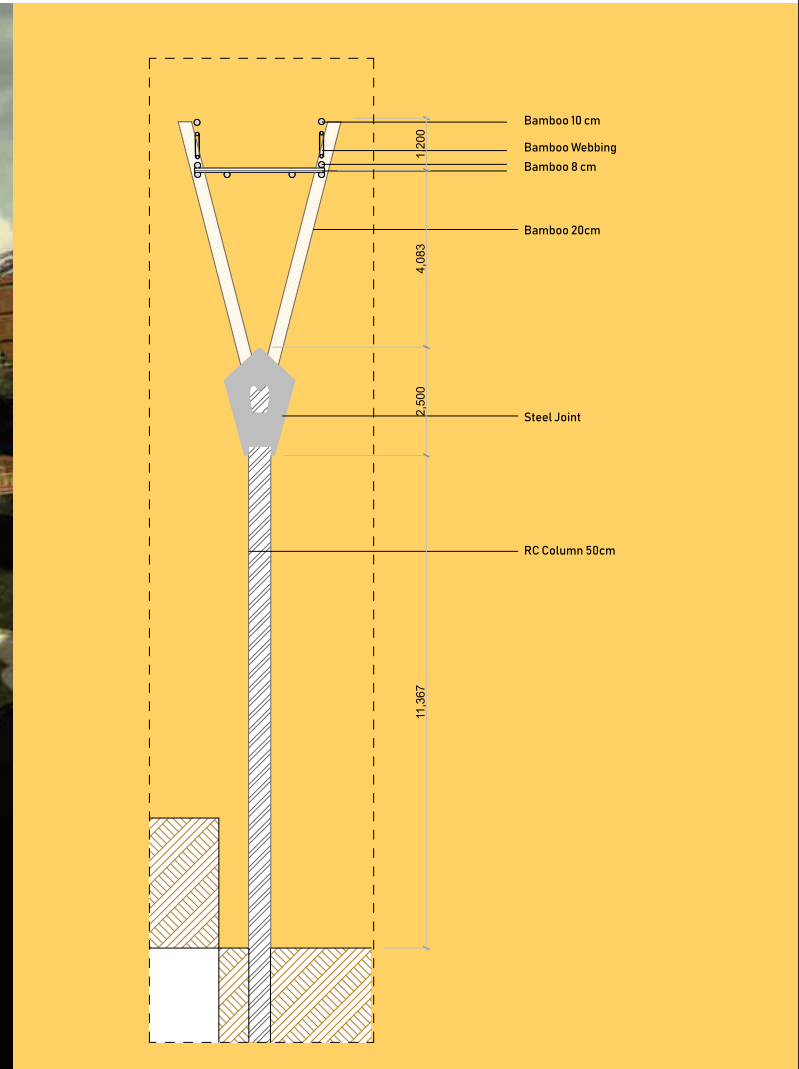 Bamboo 10 cm
1,200
Bamboo Webbing
Bamboo 8 cm
Bamboo 20cm
4,083
2,500
Steel Joint
RC Column 50cm
11,367